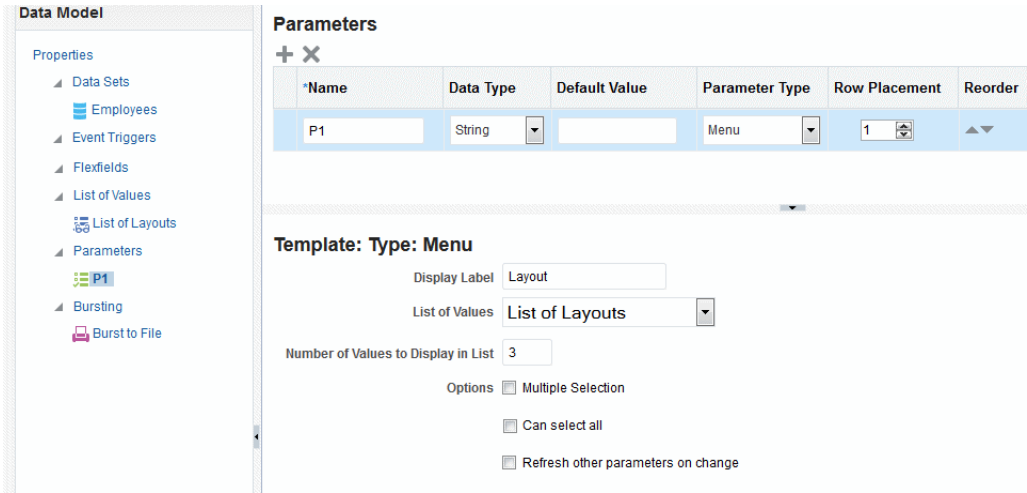 Data Model
Properties
Data Sets
Employees
Event Triggers
Flexfields
List of Values
List of Layouts
Parameters
P1
Bursting
Burst to File
Parameters
*Name Data Type Default Value Parameter Type Row Placement Reorder
P1 String Menu 1
Template: Type: Menu
Display Label Layout
List of Values List of Layouts
Number of Values to Display in List 3
Options Multiple Selection
Can select all
Refresh other parameters on change